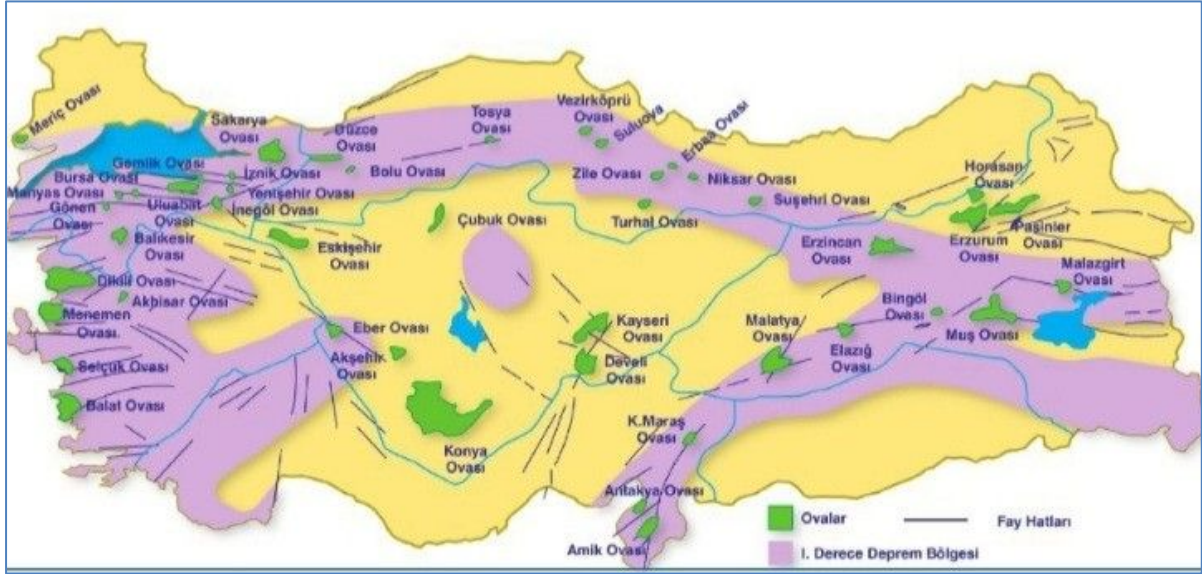 Meriç Ovası
Sakarya
Ovası
Düzce
Ovası
Tosya
Ovası
Vezirköprü
Ovası
Suluova
Erbaa Ovası
Gemlik Ovası
Bursa Ovası
Manyas Ovası
Gönen
Ovası
Uluabat
Ovası
İznik Ovası
Yenişehir Ovası
İnegöl Ovası
Bolu Ovası
Zile Ovası
Niksar Ovası
Turhal Ovası
Suşehri Ovası
Horasan
Ovası
Balıkesir
Ovası
Eskişehir
Ovası
Çubuk Ovası
Erzincan
Ovası
Erzurum
Ovası
Pasinler
Ovası
Malazgirt
Ovası
Dikili Ovası
Akhisar Ovası
Menemen
Ovası
Eber Ovası
Akşehir
Ovası
Kayseri
Ovası
Develi
Ovası
Malatya
Ovası
Bingöl
Ovası
Elazığ
Ovası
Muş Ovası
Selçuk Ovası
Balat Ovası
Konya
Ovası
K.Maraş
Ovası
Antakya Ovası
Amik Ovası
Ovalar
Fay Hatları
I. Derece Deprem Bölgesi